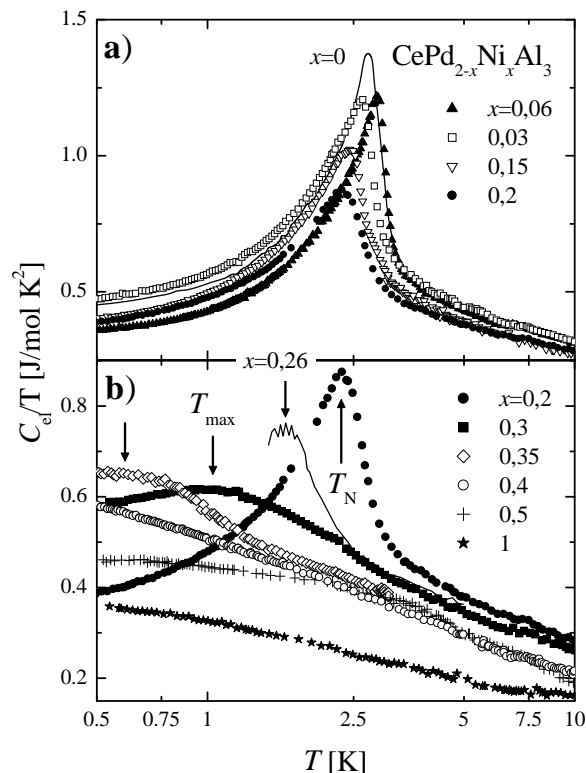 1.5
a)
x=0
CePd2-xNixAl3
x=0,06
0,03
0,15
0,2
1.0
0.5
Cel/T [J/mol K2]
b)
x=0,26
x=0,2
0,3
0,35
0,4
0,5
1
Tmax
TN
0.8
0.6
0.4
0.2
0.5 0.75 1 2.5 5 7.5 10
T [K]